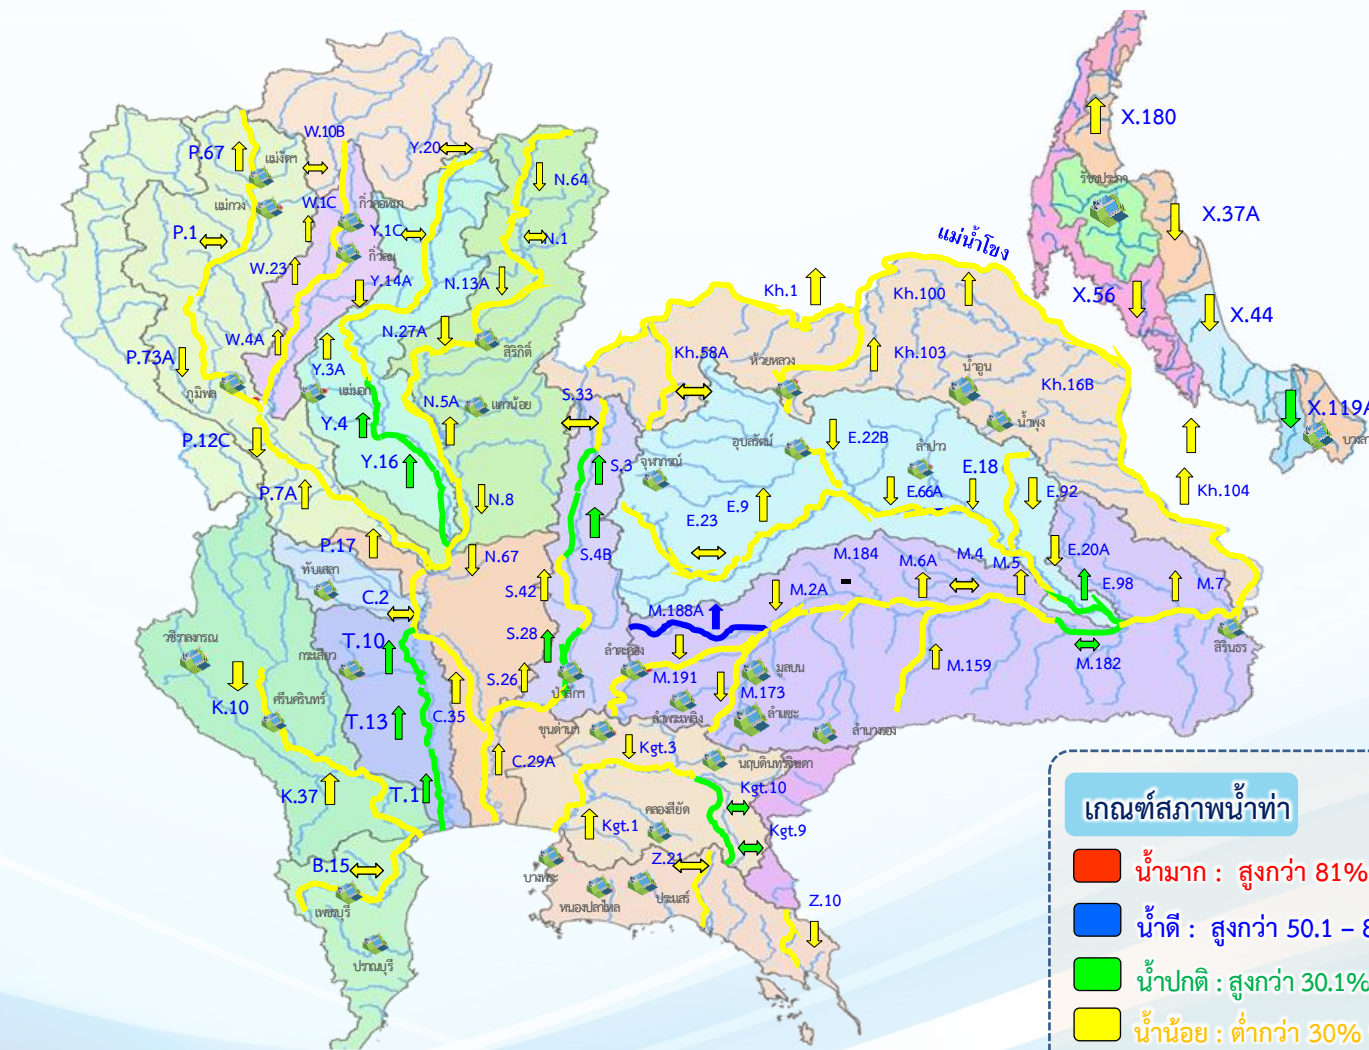 X.180
W.10B
Y.20
P.67
แม่งัดฯ
N.64
รัชชประภา
แม่กวง
W.1C
กิ่วคอหมา
X.37A
P.1
Y.1C
N.1
แม่น้ำโขง
กิ่วลม
W.23
Y.14A
N.13A
Kh.1
Kh.100
X.56
X.44
W.4A
N.27A
สิริกิติ์
P.73A
Y.3A
Kh.58A
ห้วยหลวง
Kh.103
น้ำอูน
Kh.16B
ภูมิพล
แม่มอก
N.5A
แควน้อย
S.33
X.119A
Y.4
น้ำพุง
P.12C
อุบลรัตน์
E.22B
ลำปาว
Y.16
จุฬาภรณ์
S.3
E.18
P.7A
N.8
E.9
E.66A
E.92
Kh.104
E.23
P.17
N.67
S.4B
M.184
M.6A
M.4
M.5
E.20A
ทับเสลา
C.2
S.42
M.188A
M.2A
E.98
M.7
วชิราลงกรณ
T.10
กระเสียว
S.28
ลำตะคอง
มูลบน
M.159
M.182
สิรินธร
K.10
ศรีนครินทร์
S.26
ป่าสักฯ
M.191
M.173
ลำแชะ
T.13
C.35
ขุนด่านฯ
ลำพระเพลิง
ลำนางรอง
C.29A
Kgt.3
นฤบดินทรจินดา
K.37
T.1
Kgt.10
คลองสียัด
Kgt.1
Kgt.9
B.15
บางพระ
Z.21
เพชรบุรี
หนองปลาไหล
ประแสร์
Z.10
ปราณบุรี
เกณฑ์สภาพน้ำท่า
น้ำมาก : สูงกว่า 81%
น้ำดี : สูงกว่า 50.1 –
น้ำปกติ : สูงกว่า 30.1%
น้ำน้อย : ต่ำกว่า 30%